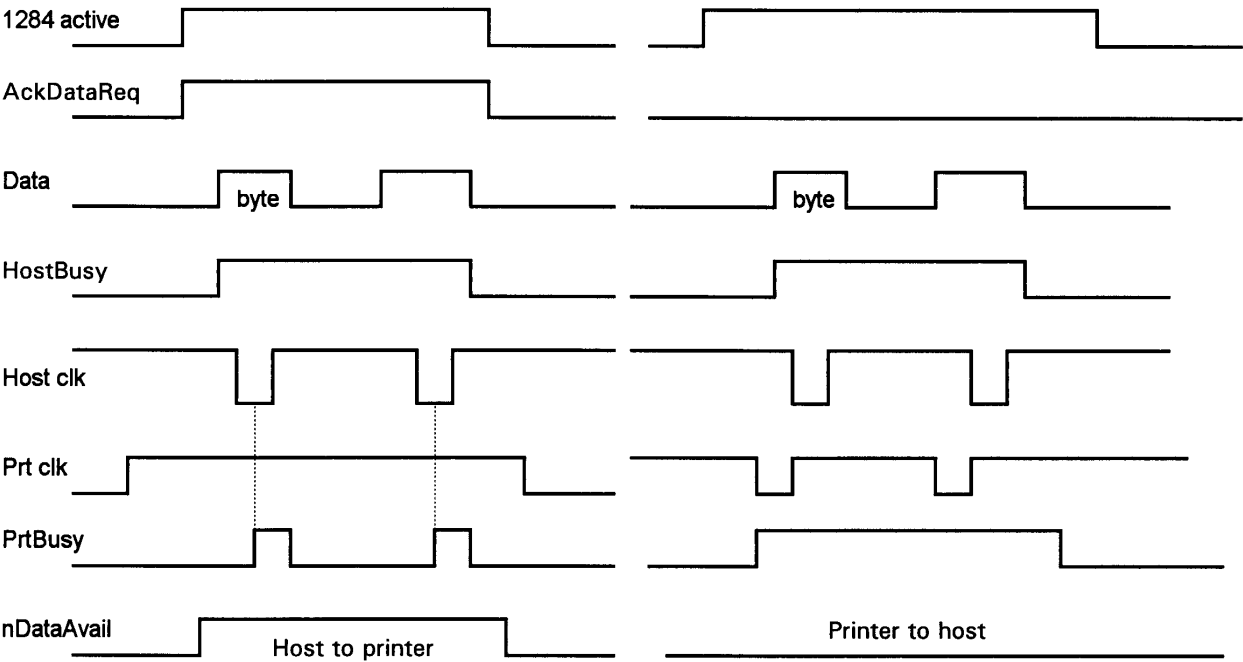 1284 active
AckDataReq
Data
byte
byte
HostBusy
Host clk
Prt clk
PrtBusy
nDataAvail
Host to printer
Printer to host